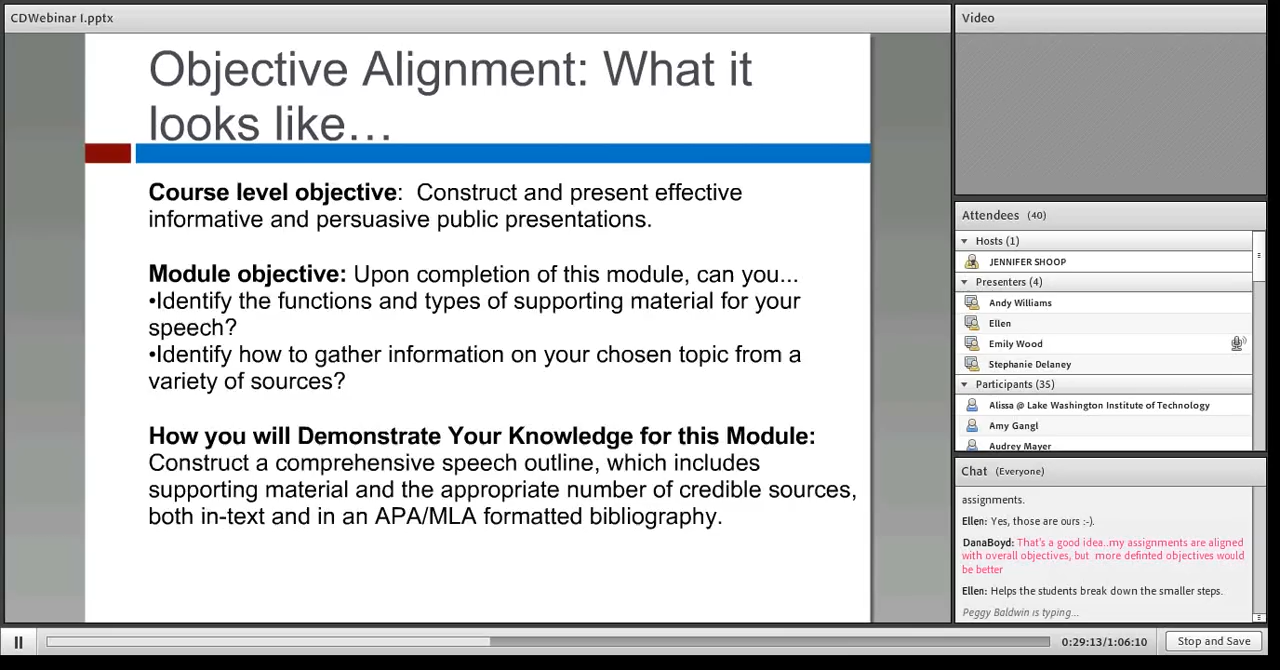 CDWebinar I.pptx
Objective Alignment: What it
looks like…
Course level objective:  Construct and present effective
informative and persuasive public presentations.
Module objective: Upon completion of this module, can you...
•Identify the functions and types of supporting material for your
speech?
•Identify how to gather information on your chosen topic from a
variety of sources?
How you will Demonstrate Your Knowledge for this Module:
Construct a comprehensive speech outline, which includes
supporting material and the appropriate number of credible sources,
both in-text and in an APA/MLA formatted bibliography.
Video
Attendees (40)
Hosts (1)
JENNIFER SHOOP
Presenters (4)
Andy Williams
Ellen
Emily Wood
Stephanie Delaney
Participants (35)
Alissa @ Lake Washington Institute of Technology
Amy Gangl
Audrey Mayer
Chat (Everyone)
assignments.
Ellen: Yes, those are ours :-).
DanaBoyd: That's a good idea..my assignments are aligned
with overall objectives, but  more definted objectives would
be better
Ellen: Helps the students break down the smaller steps.
Peggy Baldwin is typing...
0:29:13/1:06:10
Stop and Save